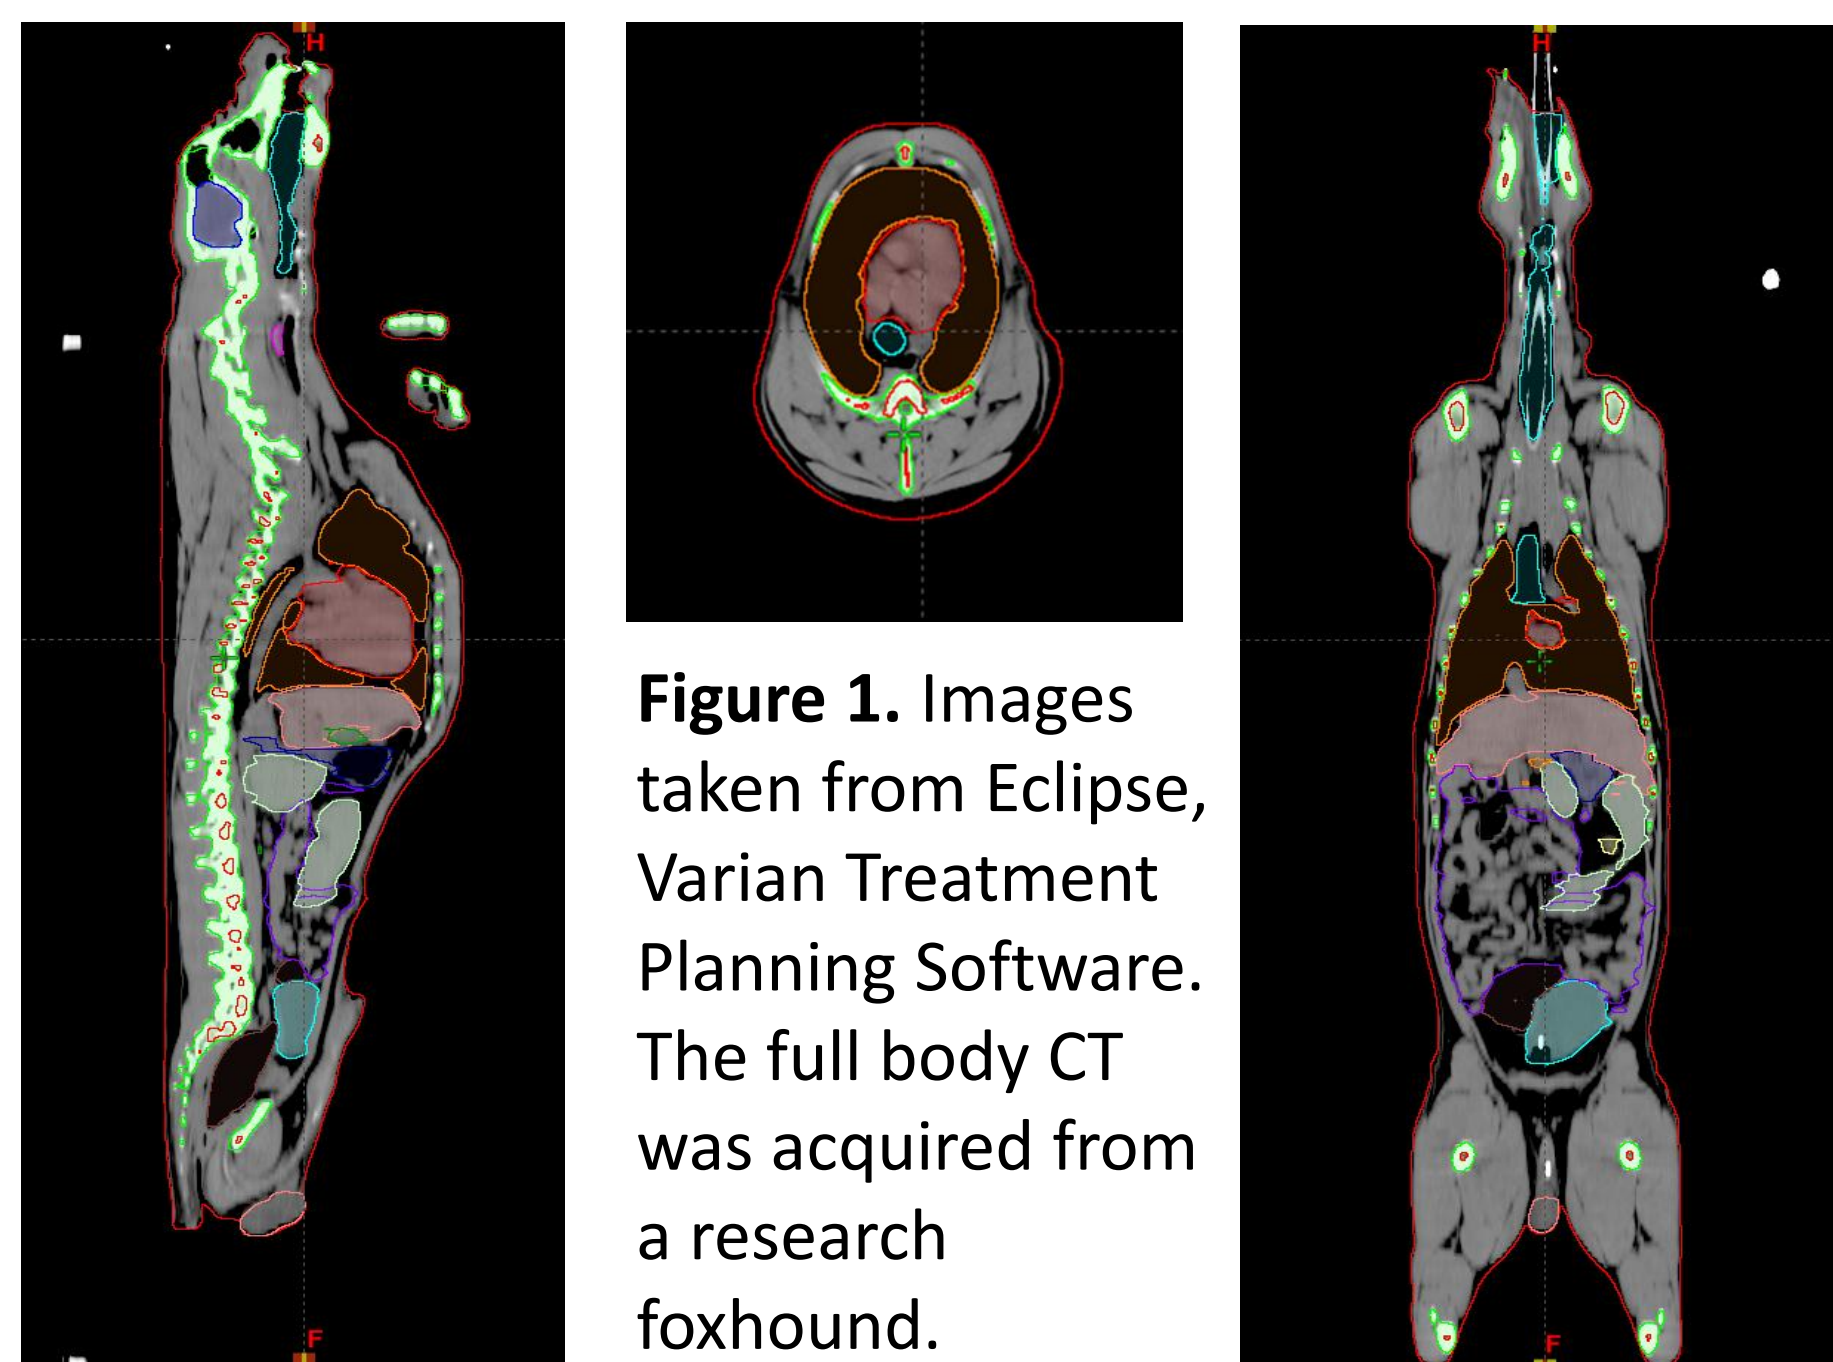 H
H
Figure 1. Images
taken from Eclipse,
Varian Treatment
Planning Software.
The full body CT
was acquired from
a research
foxhound.
F
F